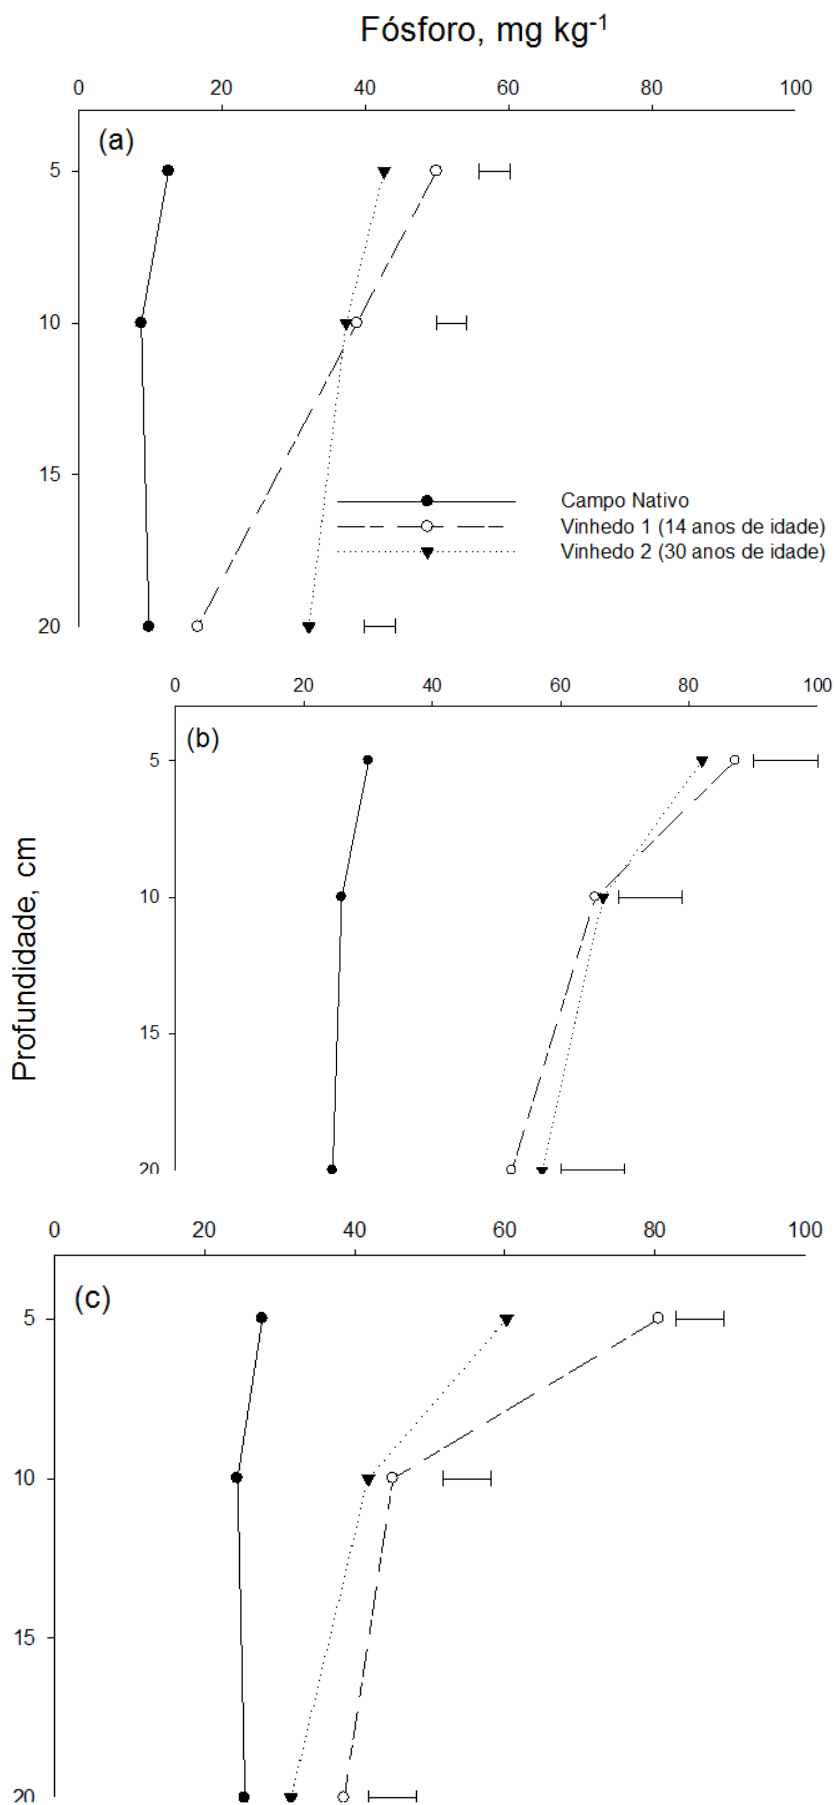 Fósforo, mg kg⁻¹
0 20 40 60 80 100
(a)
5
10
15
20
Campo Nativo
Vinhedo 1 (14 anos de idade)
Vinhedo 2 (30 anos de idade)
0 20 40 60 80 100
(b)
5
10
15
20
Profundidade, cm
0 20 40 60 80 100
(c)
5
10
15
20